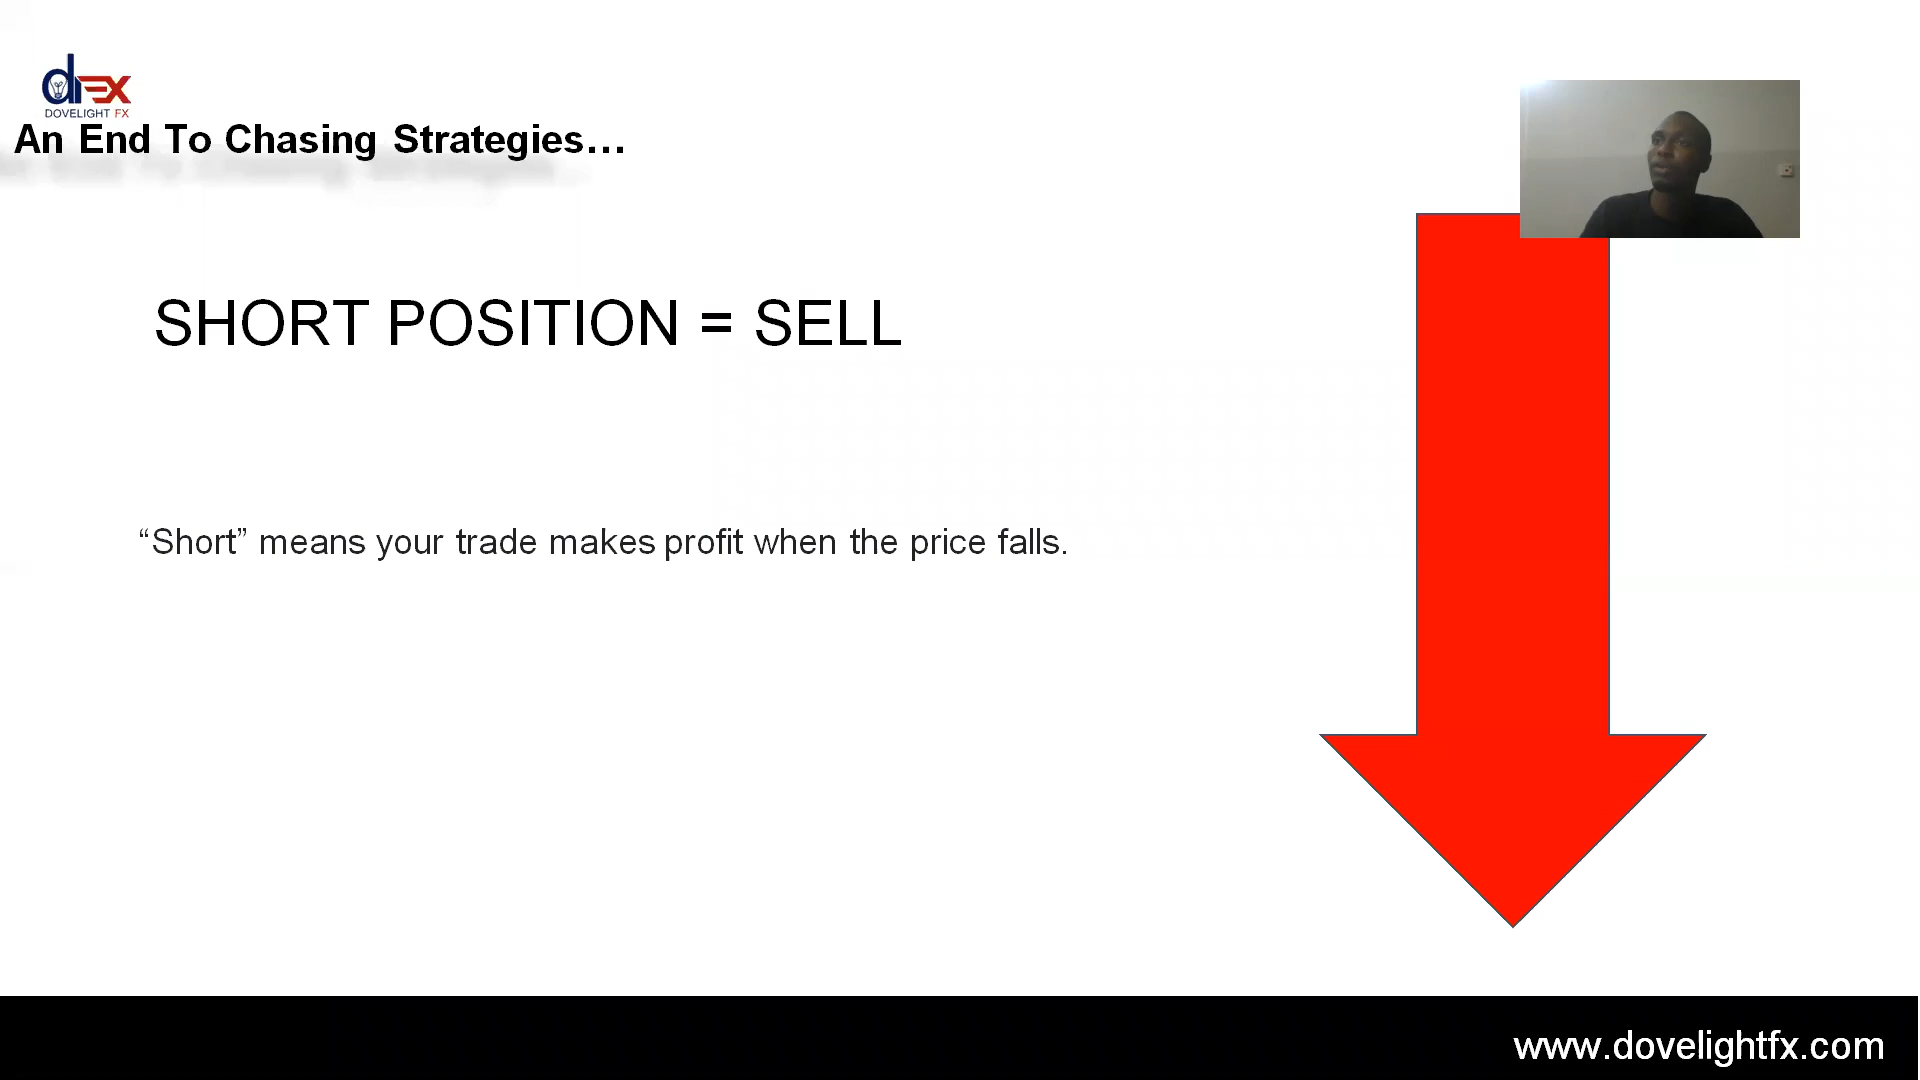 DOVELIGHT FX
An End To Chasing Strategies...
SHORT POSITION = SELL
“Short” means your trade makes profit when the price falls.
www.dovelightfx.com